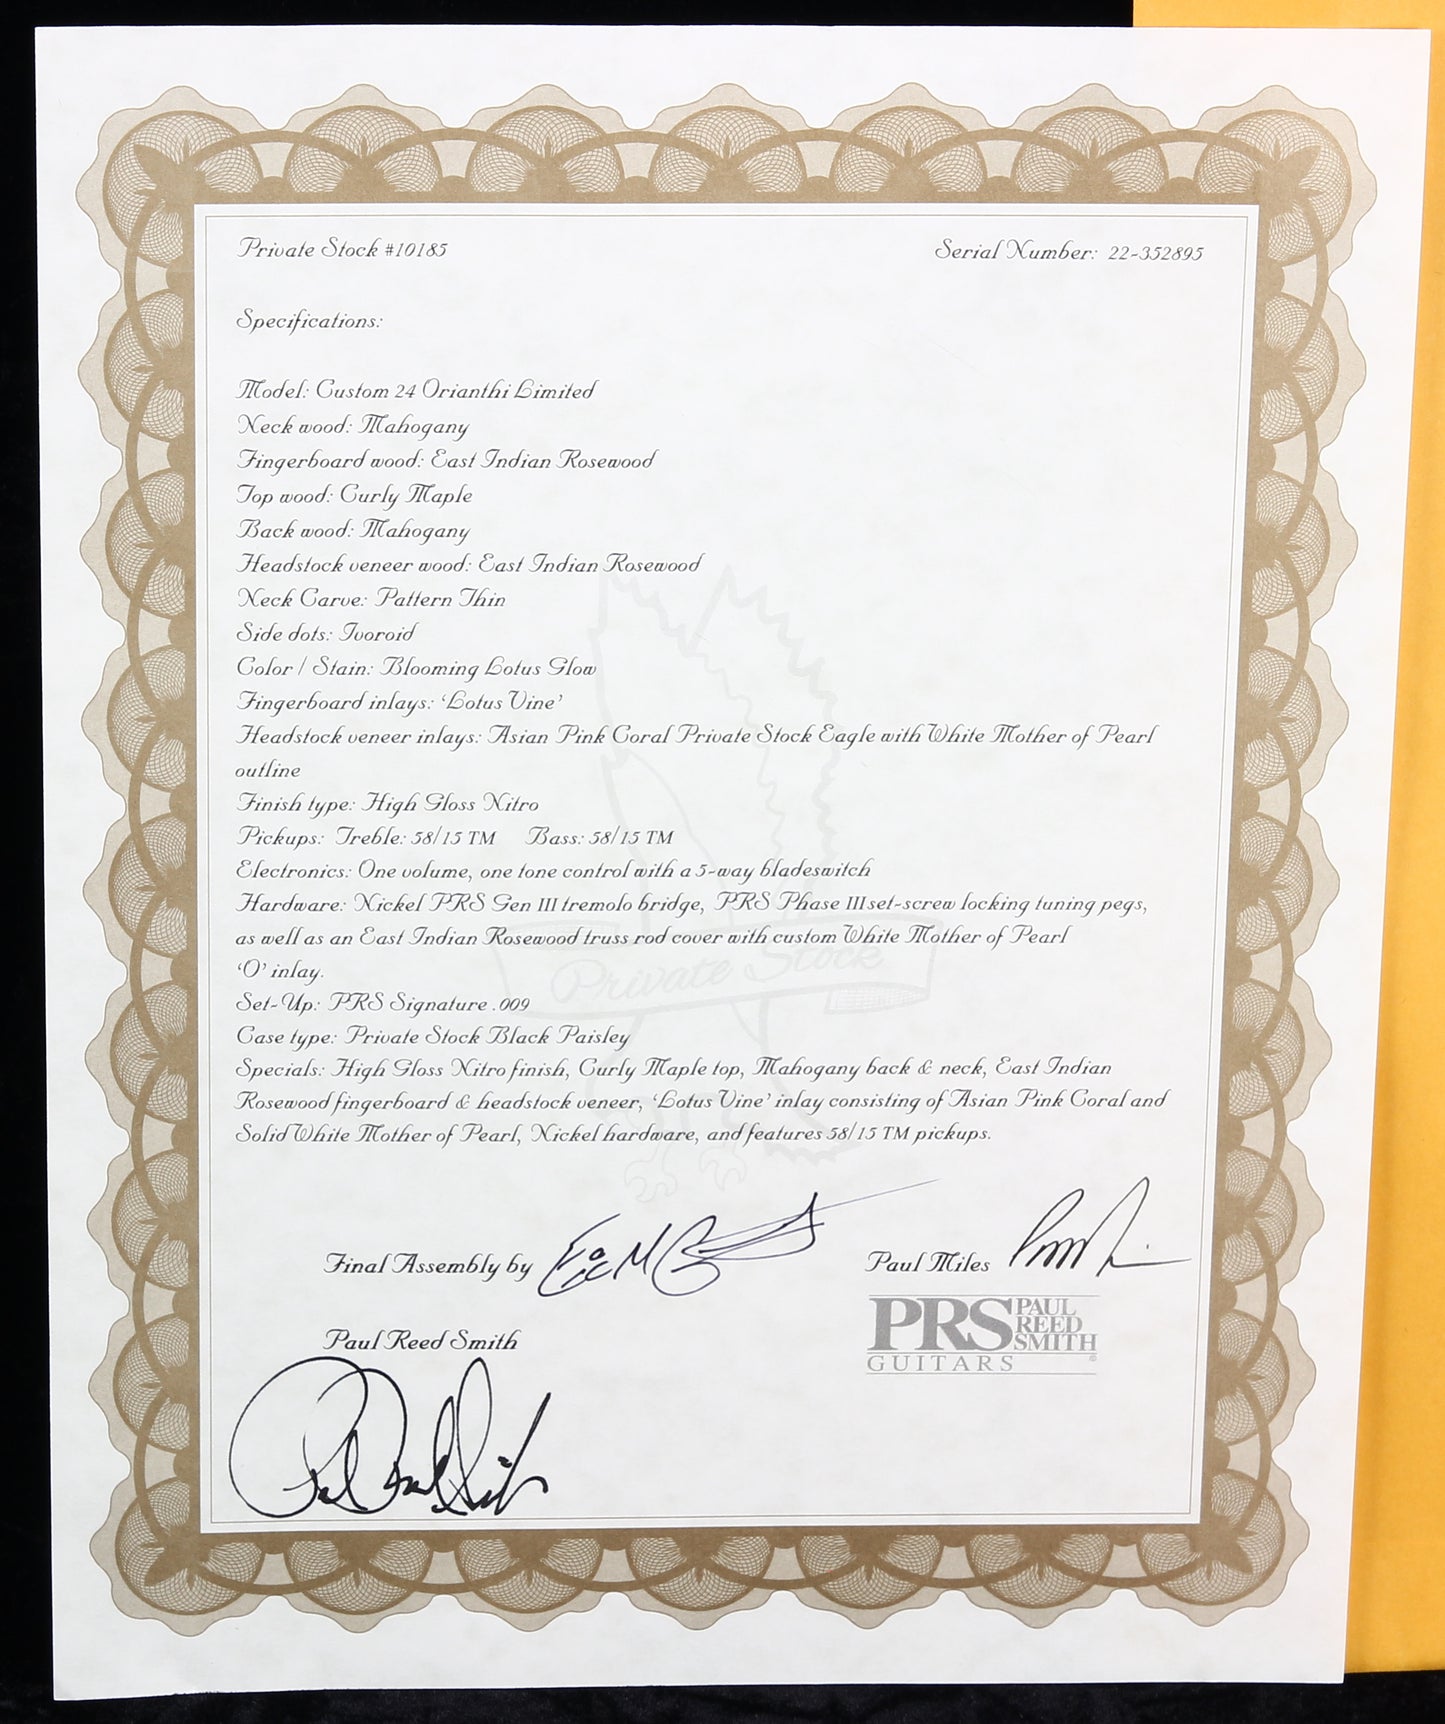 Private Stock #10185
Serial Number: 22-352895
Specifications:
Model: Custom 24 Orianthi Limited
Neck wood: Mahogany
Fingerboard wood: East Indian Rosewood
Top wood: Curly Maple
Back wood: Mahogany
Headstock veneer wood: East Indian Rosewood
Neck Carve: Pattern Thin
Side dots: Ivoroid
Color / Stain: Blooming Lotus Glow
Fingerboard inlays: ‘Lotus Vine’
Headstock veneer inlays: Asian Pink Coral Private Stock Eagle with White Mother of Pearl
outline
Finish type: High Gloss Nitro
Pickups: Treble: 58/15 TM Bass: 58/15 TM
Electronics: One volume, one tone control with a 5-way bladeswitch
Hardware: Nickel PRS Gen III tremolo bridge, PRS Phase III set-screw locking tuning pegs,
as well as an East Indian Rosewood truss rod cover with custom White Mother of Pearl
‘O’ inlay.
Private Stock
Set-Up: PRS Signature .009
Case type: Private Stock Black Paisley
Specials: High Gloss Nitro finish, Curly Maple top, Mahogany back & neck, East Indian
Rosewood fingerboard & headstock veneer, ‘Lotus Vine’ inlay consisting of Asian Pink Coral and
Solid White Mother of Pearl, Nickel hardware, and features 58/15 TM pickups.
Final Assembly by
Paul Miles
PRS PAUL REED SMITH
GUITARS ®
Paul Reed Smith